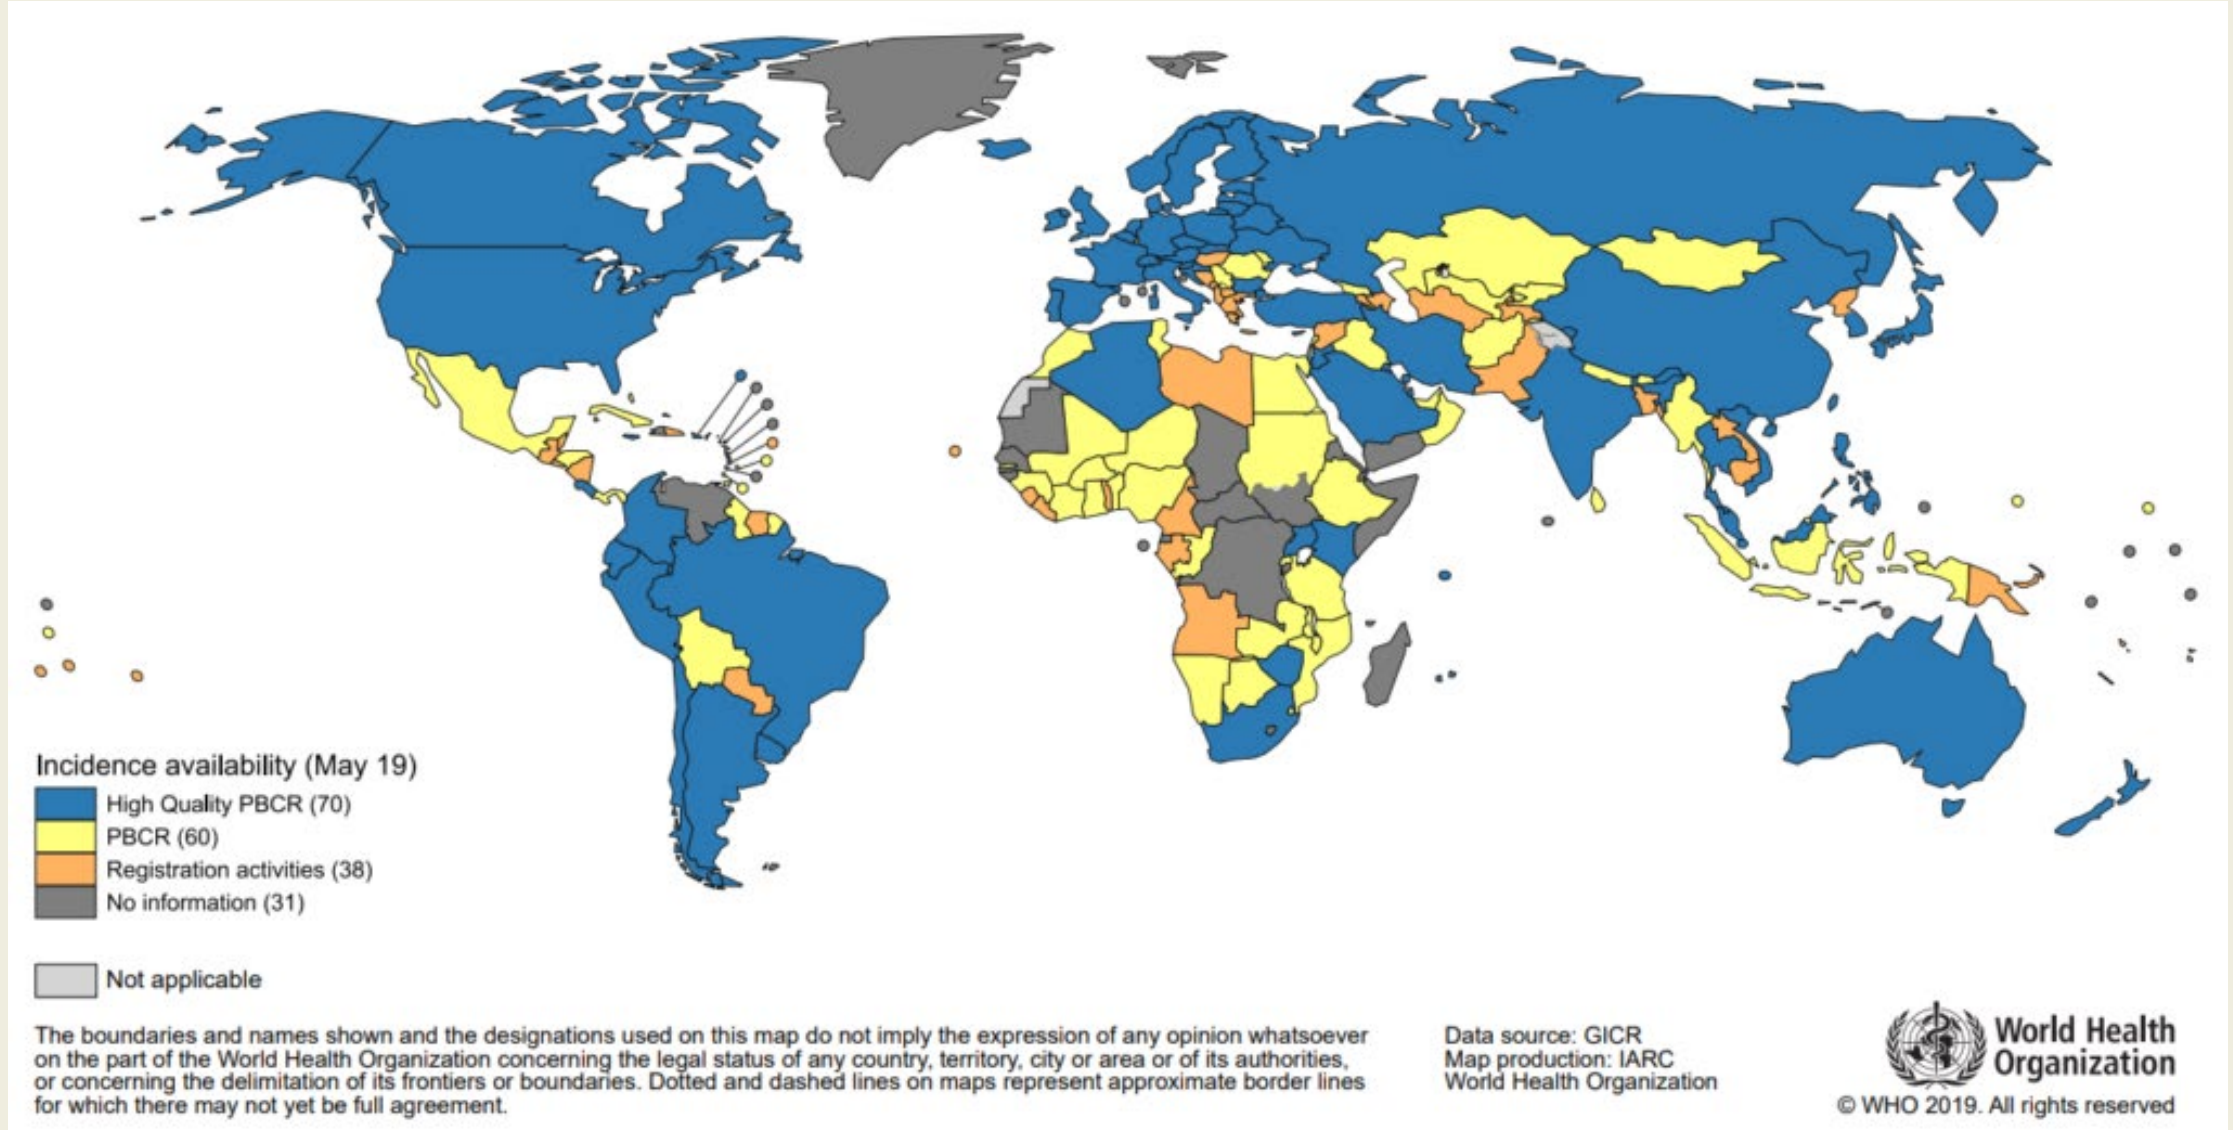 Incidence availability (May 19)
High Quality PBCR (70)
PBCR (60)
Registration activities (38)
No information (31)
Not applicable
The boundaries and names shown and the designations used on this map do not imply the expression of any opinion whatsoever
on the part of the World Health Organization concerning the legal status of any country, territory, city or area or of its authorities,
or concerning the delimitation of its frontiers or boundaries. Dotted and dashed lines on maps represent approximate border lines
for which there may not yet be full agreement.
Data source: GICR
Map production: IARC
World Health Organization
World Health
Organization
© WHO 2019. All rights reserved